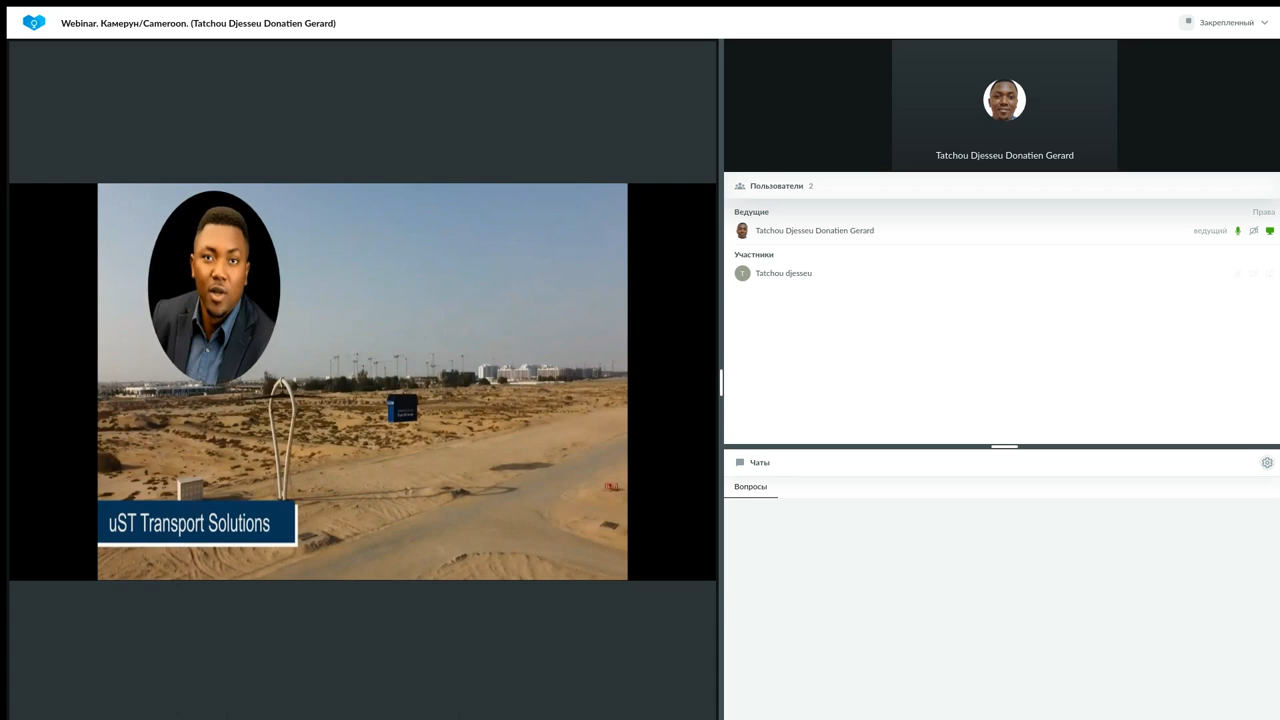 Webinar. Камерун/Cameroon. (Tatchou Djesseu Donatien Gerard)
Закрепленный
uST Transport Solutions
Tatchou Djesseu Donatien Gerard
Пользователи 2
Ведущие Права
Tatchou Djesseu Donatien Gerard ведущий
Участники
T Tatchou djesseu
Чаты
Вопросы